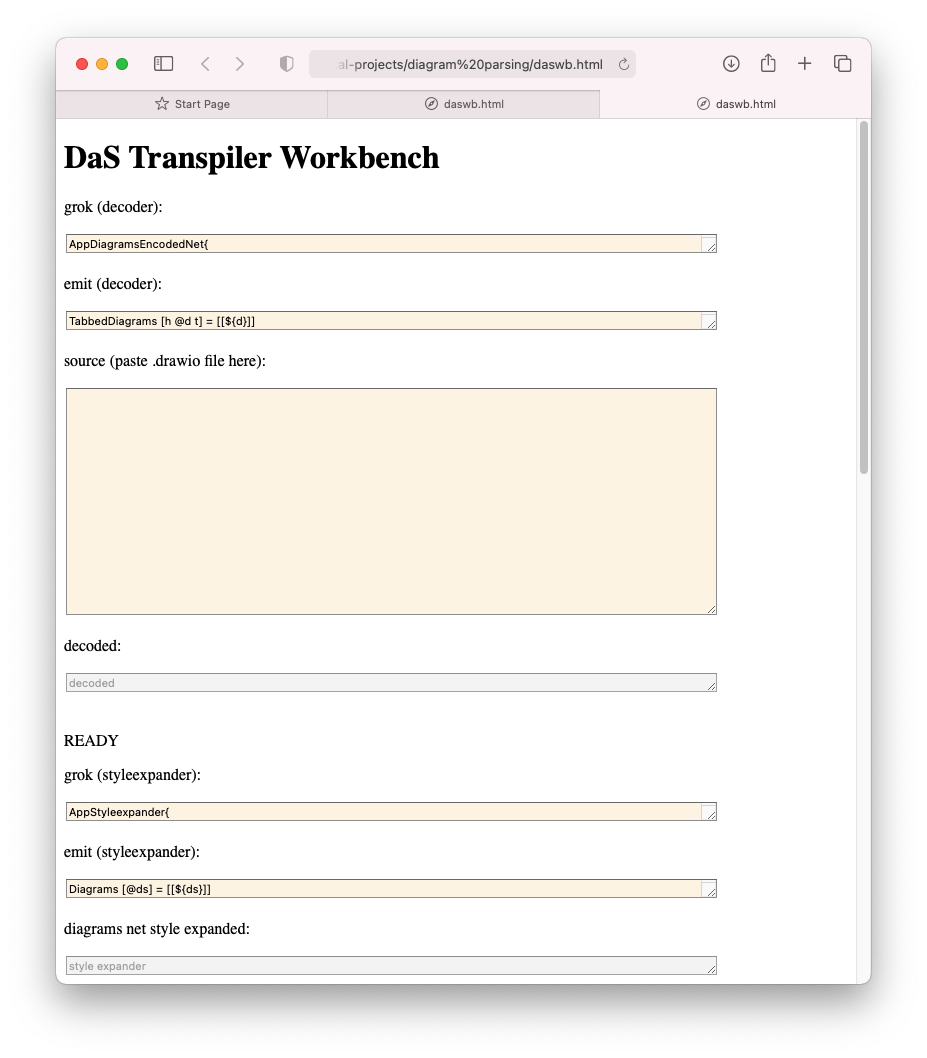 al-projects/diagram%20parsing/daswb.html
Start Page
daswb.html
daswb.html
DaS Transpiler Workbench
grok (decoder):
AppDiagramsEncodedNet{
emit (decoder):
TabbedDiagrams [h @d t] = [[${d}]]
source (paste .drawio file here):
decoded:
decoded
READY
grok (styleexpander):
AppStyleexpander{
emit (styleexpander):
Diagrams [@ds] = [[${ds}]]
diagrams net style expanded:
style expander